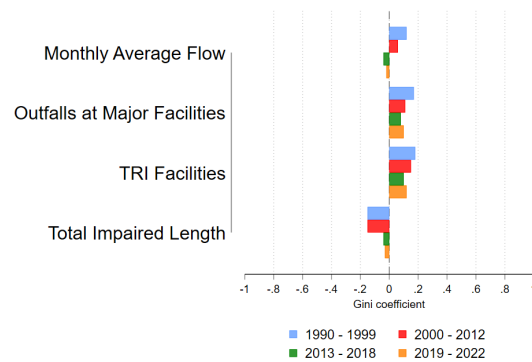 Monthly Average Flow
Outfalls at Major Facilities
TRI Facilities
Total Impaired Length
-1 -.8 -.6 -.4 -.2 0 .2 .4 .6 .8 1
Gini coefficient
1990 - 1999 2000 - 2012
2013 - 2018 2019 - 2022